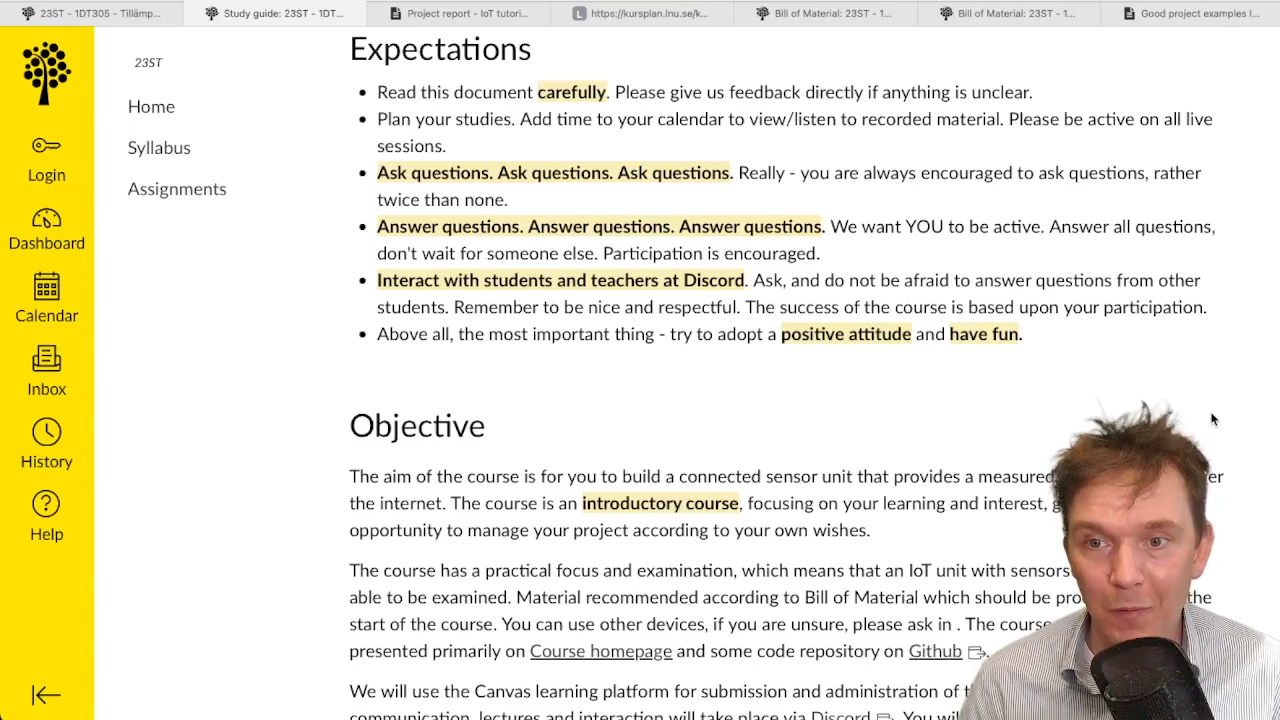 23ST - 1DT305 - Tillämp...
Study guide: 23ST - 1DT...
Project report - IoT tutori...
L https://kursplan.lnu.se/k...
Bill of Material: 23ST - 1...
Bill of Material: 23ST - 1...
Good project examples I...
Login
Dashboard
Calendar
Inbox
History
Help
23ST
Home
Syllabus
Assignments
Expectations
• Read this document carefully. Please give us feedback directly if anything is unclear.
• Plan your studies. Add time to your calendar to view/listen to recorded material. Please be active on all live
sessions.
• Ask questions. Ask questions. Ask questions. Really - you are always encouraged to ask questions, rather
twice than none.
• Answer questions. Answer questions. Answer questions. We want YOU to be active. Answer all questions,
don't wait for someone else. Participation is encouraged.
• Interact with students and teachers at Discord. Ask, and do not be afraid to answer questions from other
students. Remember to be nice and respectful. The success of the course is based upon your participation.
• Above all, the most important thing - try to adopt a positive attitude and have fun.
Objective
The aim of the course is for you to build a connected sensor unit that provides a measured
the internet. The course is an introductory course, focusing on your learning and interest,
opportunity to manage your project according to your own wishes.
The course has a practical focus and examination, which means that an IoT unit with sensors
able to be examined. Material recommended according to Bill of Material which should be the
start of the course. You can use other devices, if you are unsure, please ask in . The course
presented primarily on Course homepage and some code repository on Github .
We will use the Canvas learning platform for submission and administration of
communication, lectures and interaction will take place via Discord . You